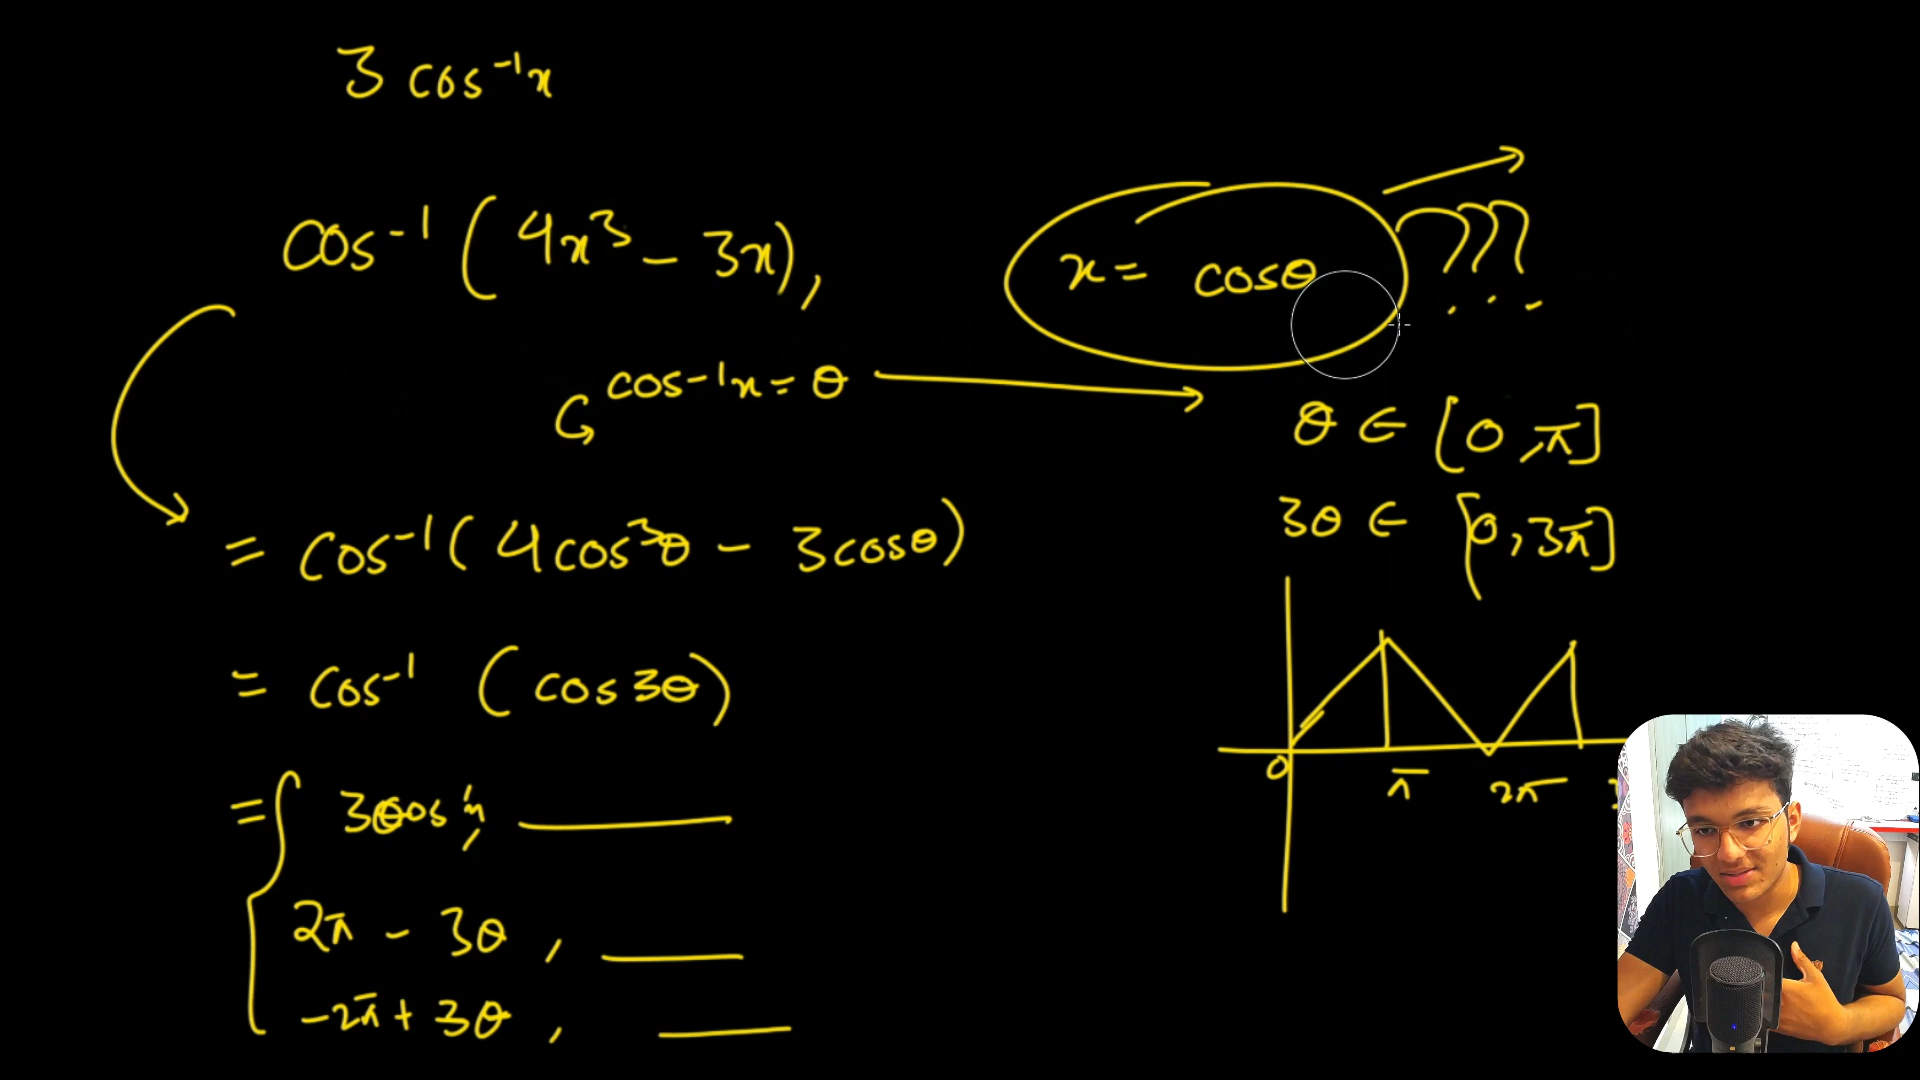 3 cos⁻¹x
cos⁻¹ (4x³ - 3x),
x = cosθ
???
cos⁻¹x = θ
θ ∈ [0, π]
3θ ∈ [0, 3π]
= cos⁻¹(4cos³θ - 3cosθ)
= cos⁻¹ (cos3θ)
0 π 2π
= {
2π - 3θ,
-2π + 3θ,